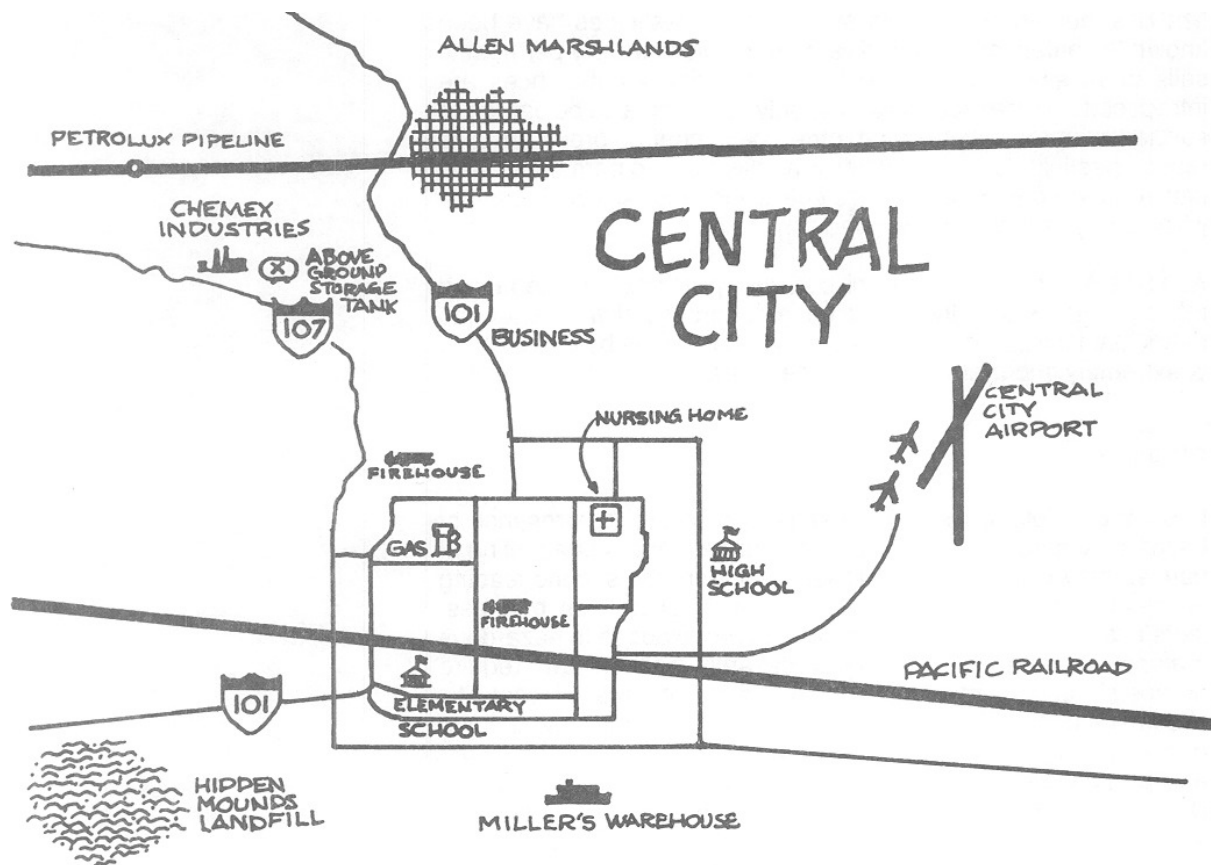 ALLEN MARSHLANDS
PETROLUX PIPELINE
CHEMEX
INDUSTRIES
ABOVE
GROUND
STORAGE
TANK
107
101
BUSINESS
CENTRAL
CITY
CENTRAL
CITY
AIRPORT
NURSING HOME
FIREHOUSE
GAS
HIGH
SCHOOL
FIREHOUSE
PACIFIC RAILROAD
101
ELEMENTARY
SCHOOL
HIDDEN
MOUNDS
LANDFILL
MILLER'S WAREHOUSE